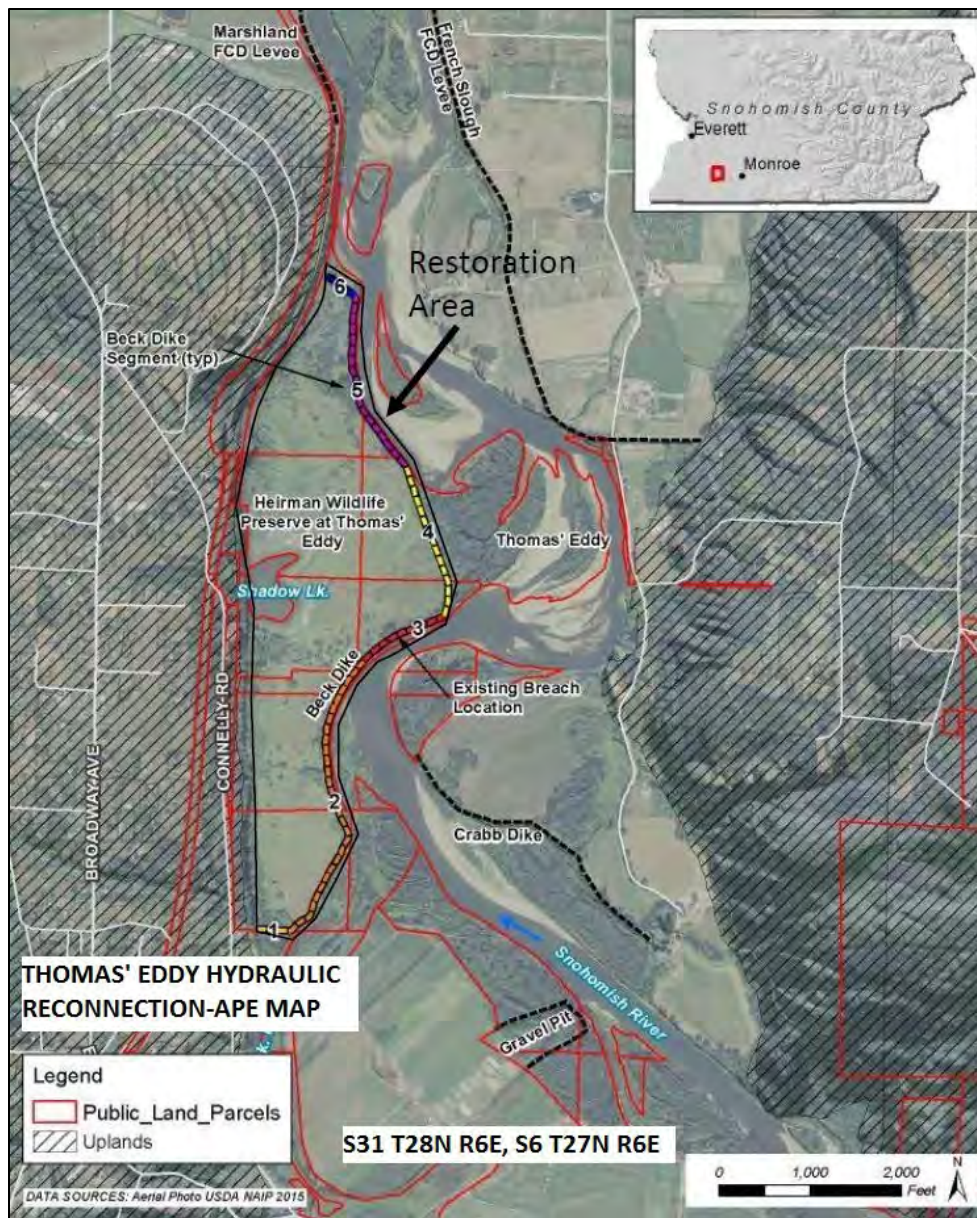 Marshland
FCD Levee
French Slough
FCD Levee
Snohomish County
Everett
Monroe
Restoration
Area
6
Beck Dike
Segment (typ)
5
Heirman Wildlife
Preserve at Thomas'
Eddy
4
Thomas' Eddy
Shadow Lk.
3
Beck Dike
Existing Breach
Location
CONNELLY RD
BROADWAY AVE
2
Crabb Dike
1
THOMAS' EDDY HYDRAULIC
RECONNECTION-APE MAP
Snohomish River
Gravel Pit
Legend
Public_Land_Parcels
Uplands
S31 T28N R6E, S6 T27N R6E
N
0 1,000 2,000
Feet
DATA SOURCES: Aerial Photo USDA NAIP 2015